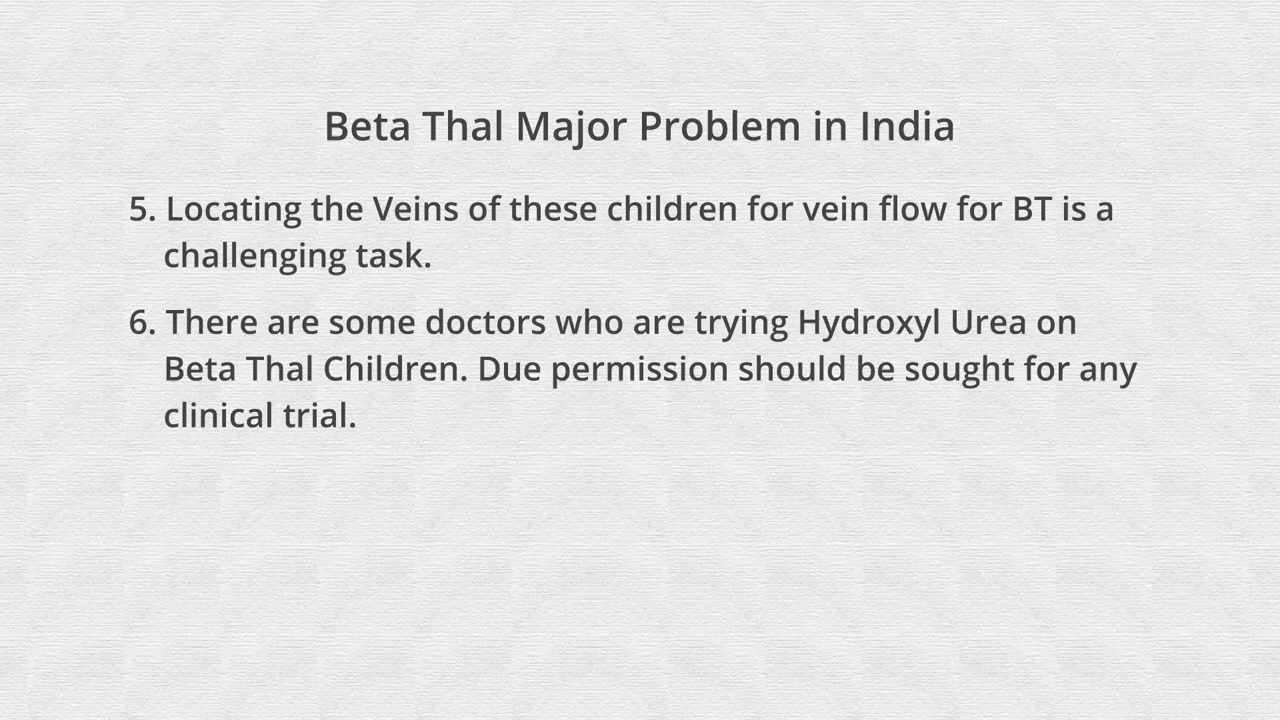 Beta Thal Major Problem in India
5. Locating the Veins of these children for vein flow for BT is a
challenging task.
6. There are some doctors who are trying Hydroxyl Urea on
Beta Thal Children. Due permission should be sought for any
clinical trial.